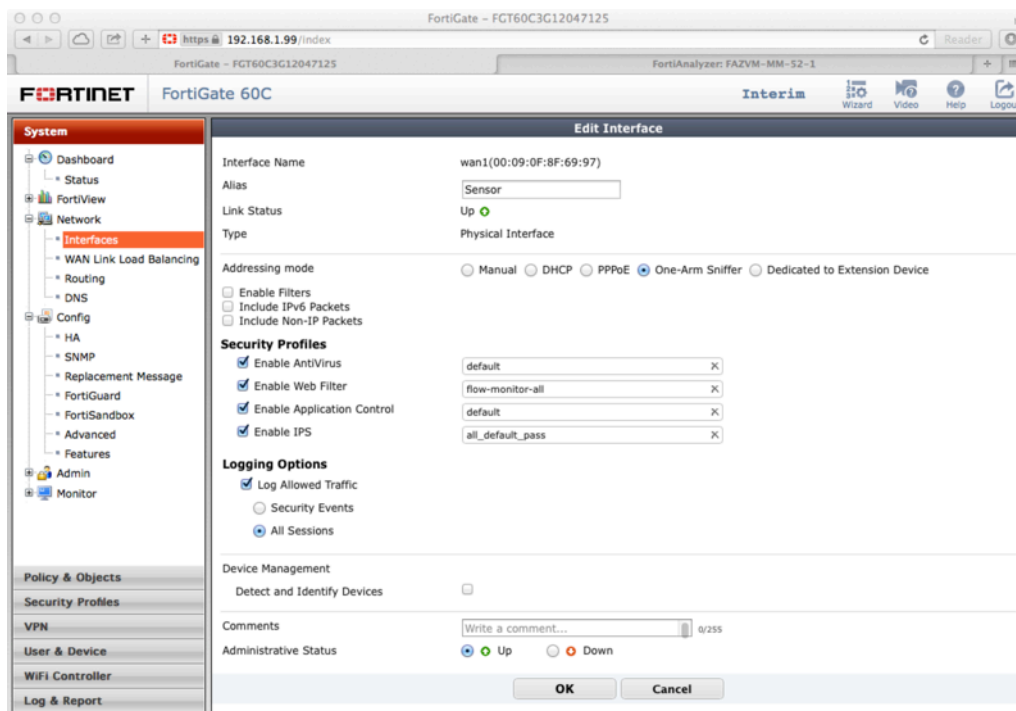 FortiGate – FGT60C3G12047125
https 192.168.1.99/index
Reader
FortiGate – FGT60C3G12047125
FortiAnalyzer: FAZVM-MM-52-1
FORTINET
FortiGate 60C
Interim
Wizard
Video
Help
Logou
System
Dashboard
Status
FortiView
Network
Interfaces
WAN Link Load Balancing
Routing
DNS
Config
HA
SNMP
Replacement Message
FortiGuard
FortiSandbox
Advanced
Features
Admin
Monitor
Policy & Objects
Security Profiles
VPN
User & Device
WiFi Controller
Log & Report
Edit Interface
Interface Name wan1(00:09:0F:8F:69:97)
Alias Sensor
Link Status Up
Type Physical Interface
Addressing mode Manual DHCP PPPoE One-Arm Sniffer Dedicated to Extension Device
Enable Filters
Include IPv6 Packets
Include Non-IP Packets
Security Profiles
Enable AntiVirus default
Enable Web Filter flow-monitor-all
Enable Application Control default
Enable IPS all_default_pass
Logging Options
Log Allowed Traffic
Security Events
All Sessions
Device Management
Detect and Identify Devices
Comments Write a comment... 0/255
Administrative Status Up Down
OK Cancel